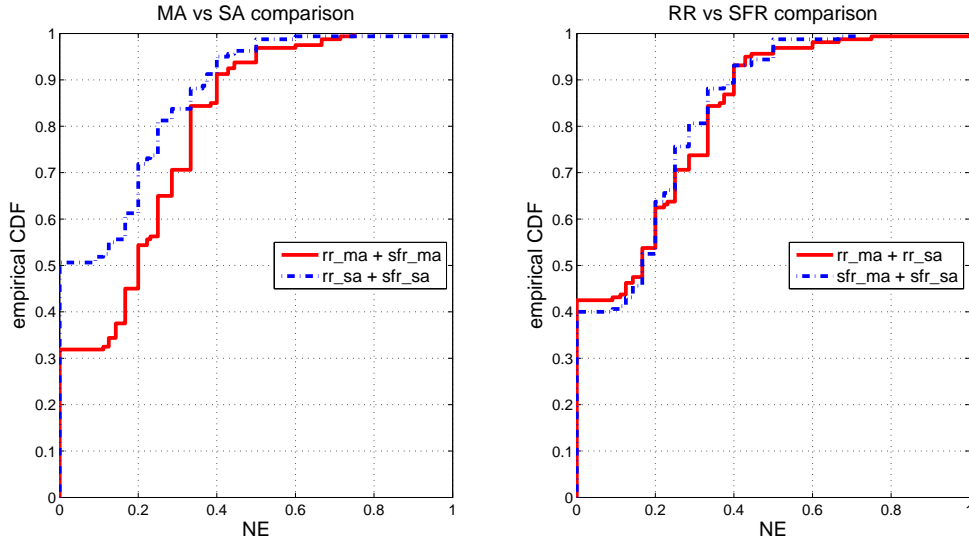 MA vs SA comparison
1
0.9
0.8
0.7
0.6
0.5
0.4
0.3
0.2
0.1
0
empirical CDF
rr_ma + sfr_ma
rr_sa + sfr_sa
0 0.2 0.4 0.6 0.8 1
NE
RR vs SFR comparison
1
0.9
0.8
0.7
0.6
0.5
0.4
0.3
0.2
0.1
0
empirical CDF
rr_ma + rr_sa
sfr_ma + sfr_sa
0 0.2 0.4 0.6 0.8 1
NE